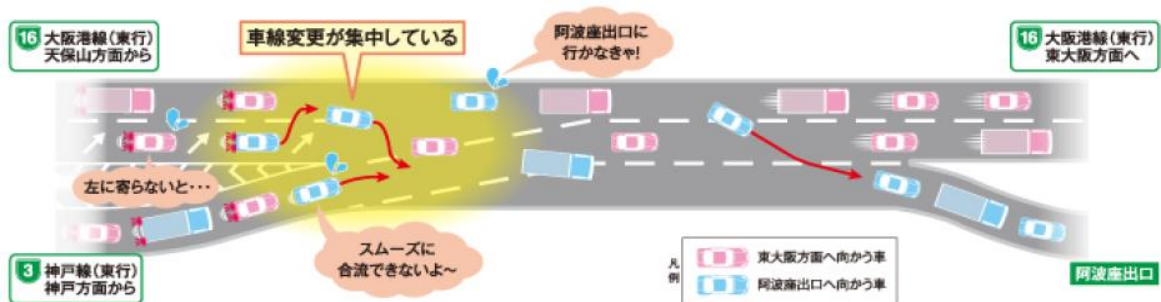 16 大阪港線(東行)
天保山方面から
車線変更が集中している
阿波座出口に
行かなきゃ!
16 大阪港線(東行)
東大阪方面へ
左に寄らないと・・・
スムーズに
合流できないよ～
3 神戸線(東行)
神戸方面から
凡例
東大阪方面へ向かう車
阿波座出口へ向かう車
阿波座出口